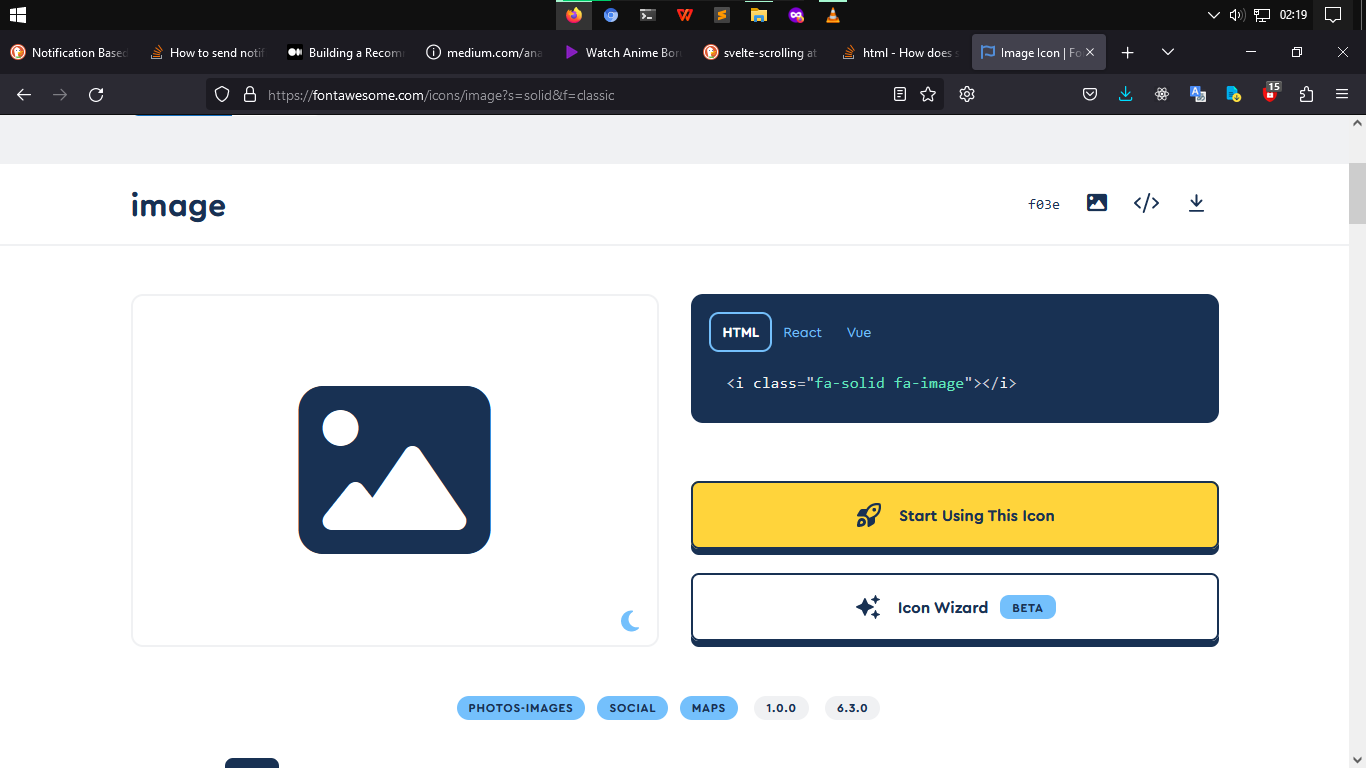 02:19
Notification Based
How to send notif
Building a Recom
medium.com/ana
Watch Anime Bor
svelte-scrolling at
html - How does s
Image Icon | Fo
https://fontawesome.com/icons/image?s=solid&f=classic
15
image
f03e
HTML
React
Vue
<i class="fa-solid fa-image"></i>
Start Using This Icon
Icon Wizard
BETA
PHOTOS-IMAGES
SOCIAL
MAPS
1.0.0
6.3.0